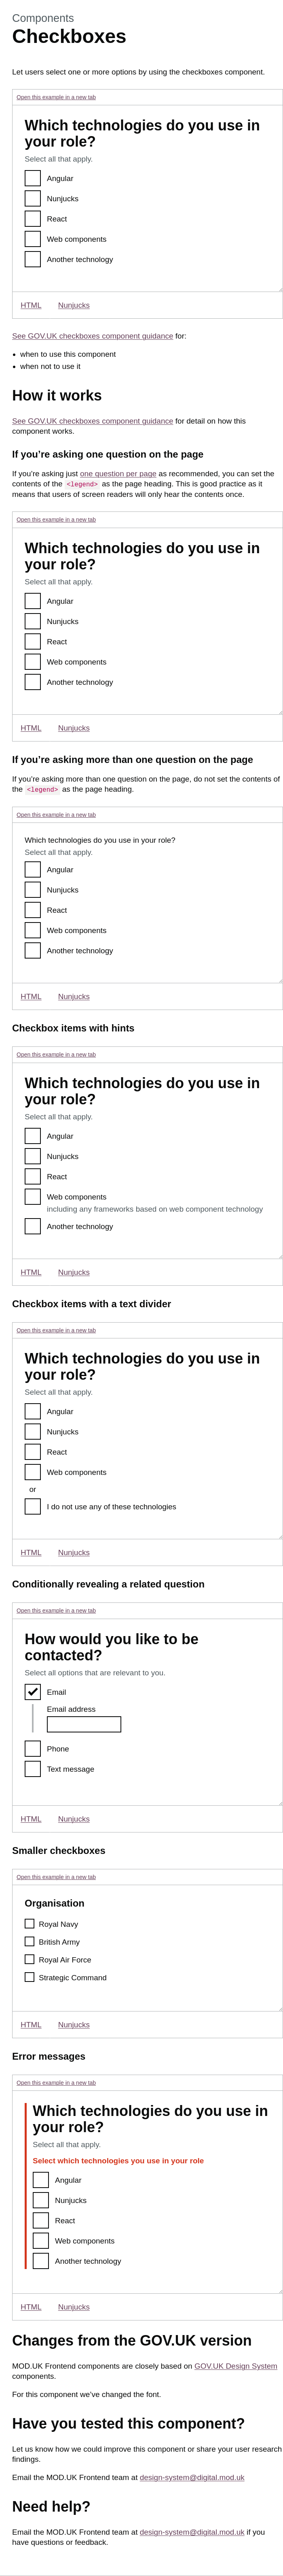 Components
Checkboxes
Let users select one or more options by using the checkboxes component.
Open this example in a new tab
Which technologies do you use in
your role?
Select all that apply.
Angular
Nunjucks
React
Web components
Another technology
HTML Nunjucks
See GOV.UK checkboxes component guidance for:
• when to use this component
• when not to use it
How it works
See GOV.UK checkboxes component guidance for detail on how this
component works.
If you’re asking one question on the page
If you’re asking just one question per page as recommended, you can set the
contents of the <legend> as the page heading. This is good practice as it
means that users of screen readers will only hear the contents once.
Open this example in a new tab
Which technologies do you use in
your role?
Select all that apply.
Angular
Nunjucks
React
Web components
Another technology
HTML Nunjucks
If you’re asking more than one question on the page
If you’re asking more than one question on the page, do not set the contents of
the <legend> as the page heading.
Open this example in a new tab
Which technologies do you use in your role?
Select all that apply.
Angular
Nunjucks
React
Web components
Another technology
HTML Nunjucks
Checkbox items with hints
Open this example in a new tab
Which technologies do you use in
your role?
Select all that apply.
Angular
Nunjucks
React
Web components
including any frameworks based on web component technology
Another technology
HTML Nunjucks
Checkbox items with a text divider
Open this example in a new tab
Which technologies do you use in
your role?
Select all that apply.
Angular
Nunjucks
React
Web components
or
I do not use any of these technologies
HTML Nunjucks
Conditionally revealing a related question
Open this example in a new tab
How would you like to be
contacted?
Select all options that are relevant to you.
Email
Email address
Phone
Text message
HTML Nunjucks
Smaller checkboxes
Open this example in a new tab
Organisation
Royal Navy
British Army
Royal Air Force
Strategic Command
HTML Nunjucks
Error messages
Open this example in a new tab
Which technologies do you use in
your role?
Select all that apply.
Select which technologies you use in your role
Angular
Nunjucks
React
Web components
Another technology
HTML Nunjucks
Changes from the GOV.UK version
MOD.UK Frontend components are closely based on GOV.UK Design System
components.
For this component we’ve changed the font.
Have you tested this component?
Let us know how we could improve this component or share your user research
findings.
Email the MOD.UK Frontend team at design-system@digital.mod.uk
Need help?
Email the MOD.UK Frontend team at design-system@digital.mod.uk if you
have questions or feedback.